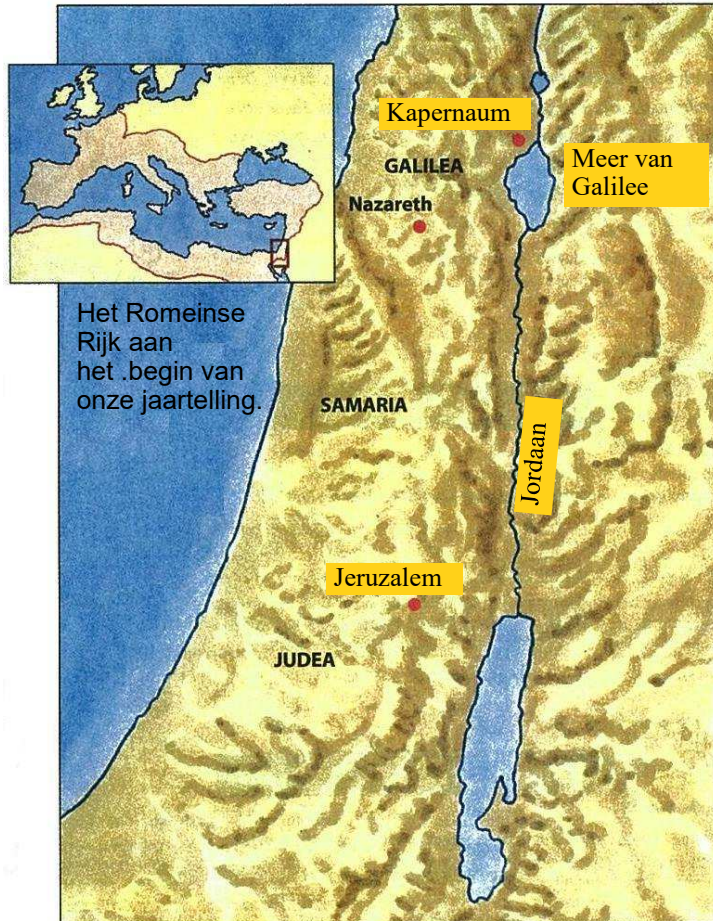 Kapernaum
GALILEA
Meer van
Galilee
Nazareth
Het Romeinse
Rijk aan
het .begin van
onze jaartelling.
SAMARIA
Jordaan
Jeruzalem
JUDEA